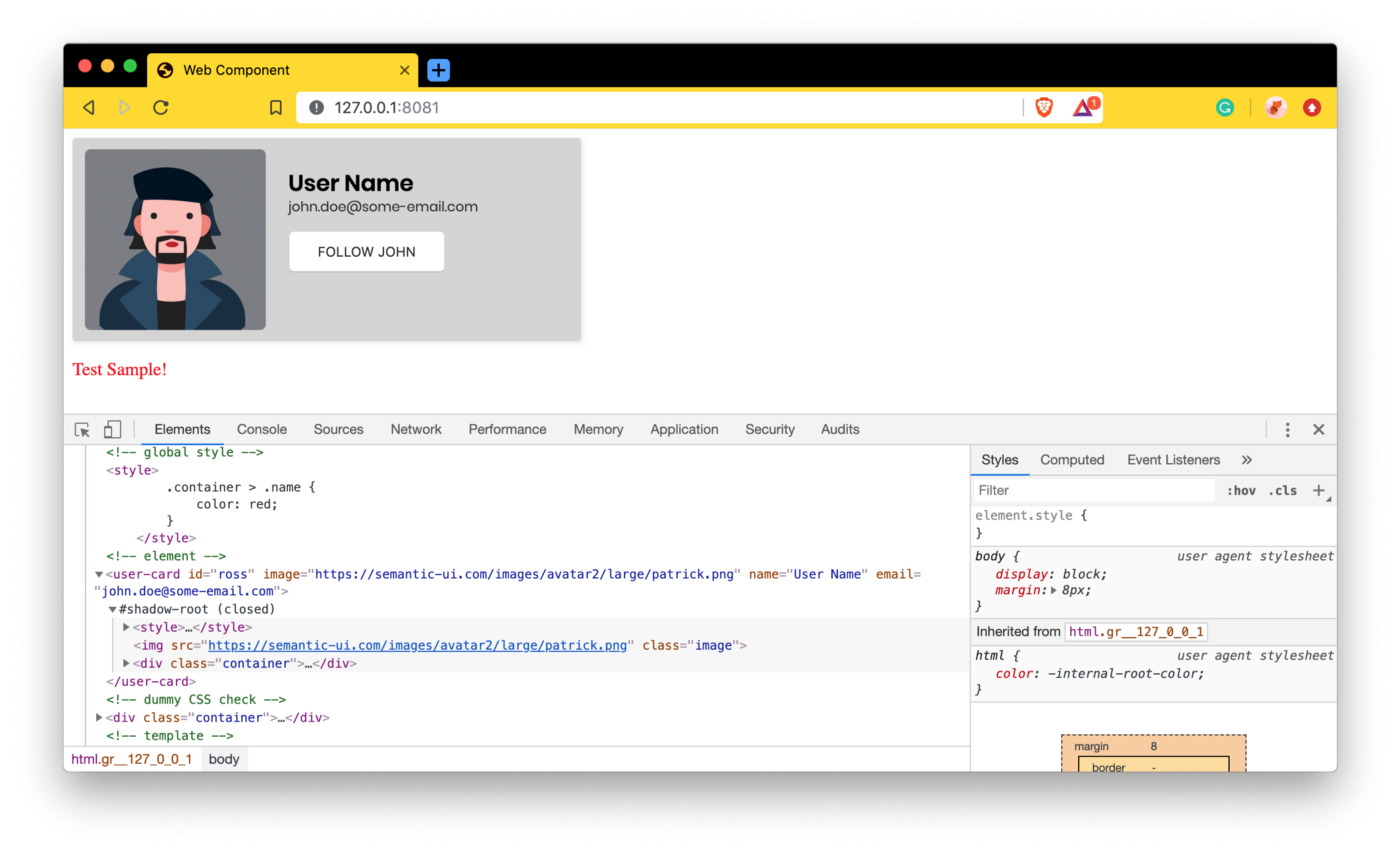 Web Component
127.0.0.1:8081
1
User Name
john.doe@some-email.com
FOLLOW JOHN
Test Sample!
Elements Console Sources Network Performance Memory Application Security Audits
<!-- global style -->
<style>
.container > .name {
color: red;
}
</style>
<!-- element -->
<user-card id="ross" image="https://semantic-ui.com/images/avatar2/large/patrick.png" name="User Name" email=
"john.doe@some-email.com">
#shadow-root (closed)
<style>…</style>
<img src="https://semantic-ui.com/images/avatar2/large/patrick.png" class="image">
<div class="container">…</div>
</user-card>
<!-- dummy CSS check -->
<div class="container">…</div>
<!-- template -->
html.gr__127_0_0_1 body
Styles Computed Event Listeners »
Filter :hov .cls +
element.style {
}
body { user agent stylesheet
display: block;
margin: 8px;
}
Inherited from html.gr__127_0_0_1
html { user agent stylesheet
color: -internal-root-color;
}
margin 8
border -